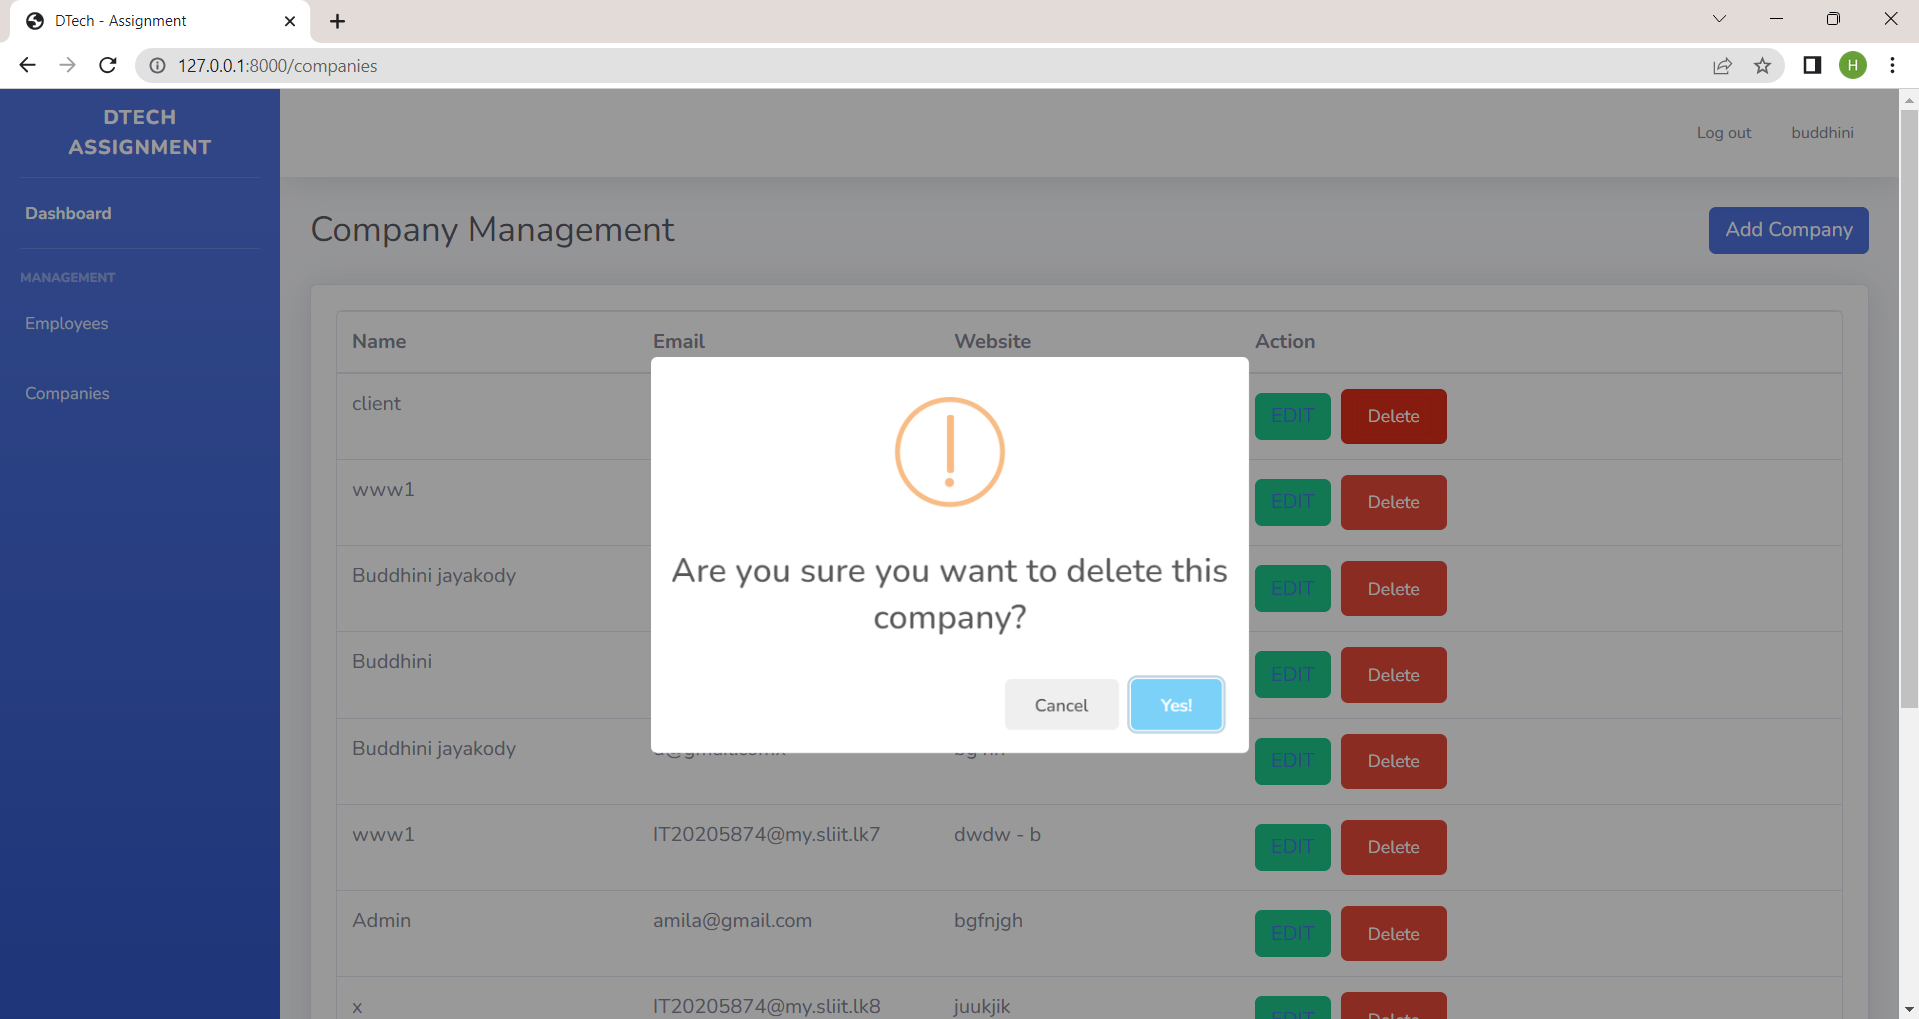 DTech - Assignment
127.0.0.1:8000/companies
H
DTECH
ASSIGNMENT
Log out buddhini
Dashboard
MANAGEMENT
Employees
Companies
Company Management
Add Company
Name Email Website Action
client EDIT Delete
www1 EDIT Delete
Buddhini jayakody EDIT Delete
Buddhini EDIT Delete
Buddhini jayakody EDIT Delete
www1 IT20205874@my.sliit.lk7 dwdw - b EDIT Delete
Admin amila@gmail.com bgfnjgh EDIT Delete
x IT20205874@my.sliit.lk8 juukjik EDIT Delete
Are you sure you want to delete this
company?
Cancel Yes!